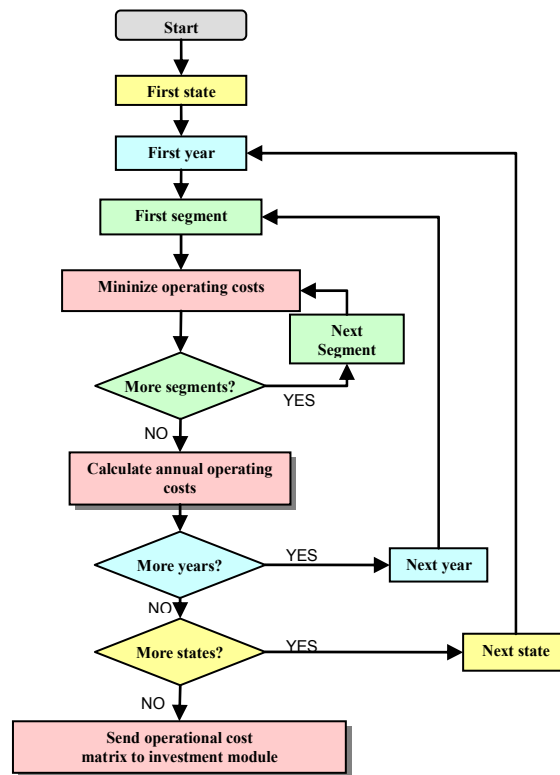 Start
First state
First year
First segment
Mininize operating costs
Next
Segment
More segments?
YES
NO
Calculate annual operating
costs
More years?
YES
Next year
NO
More states?
YES
Next state
NO
Send operational cost
matrix to investment module